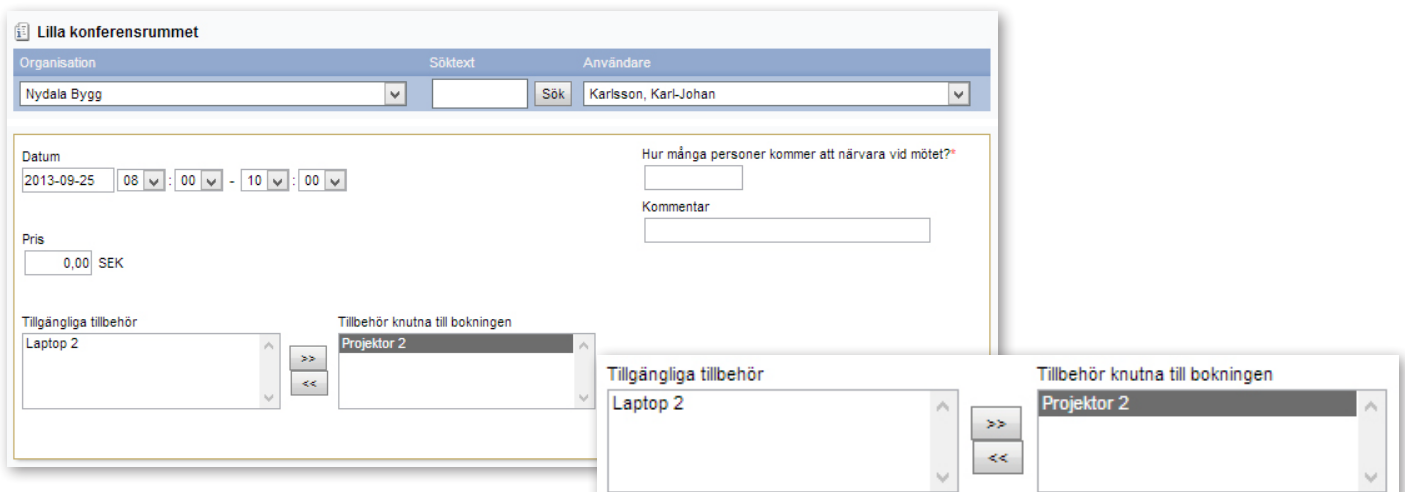 Lilla konferensrummet
Organisation Söktext Användare
Nydala Bygg Sök Karlsson, Karl-Johan
Datum
2013-09-25 08 : 00 - 10 : 00
Hur många personer kommer att närvara vid mötet?*
Kommentar
Pris
0,00 SEK
Tillgängliga tillbehör Tillbehör knutna till bokningen
Laptop 2 >> Projektor 2
<<
Tillgängliga tillbehör Tillbehör knutna till bokningen
Laptop 2 >> Projektor 2
<<